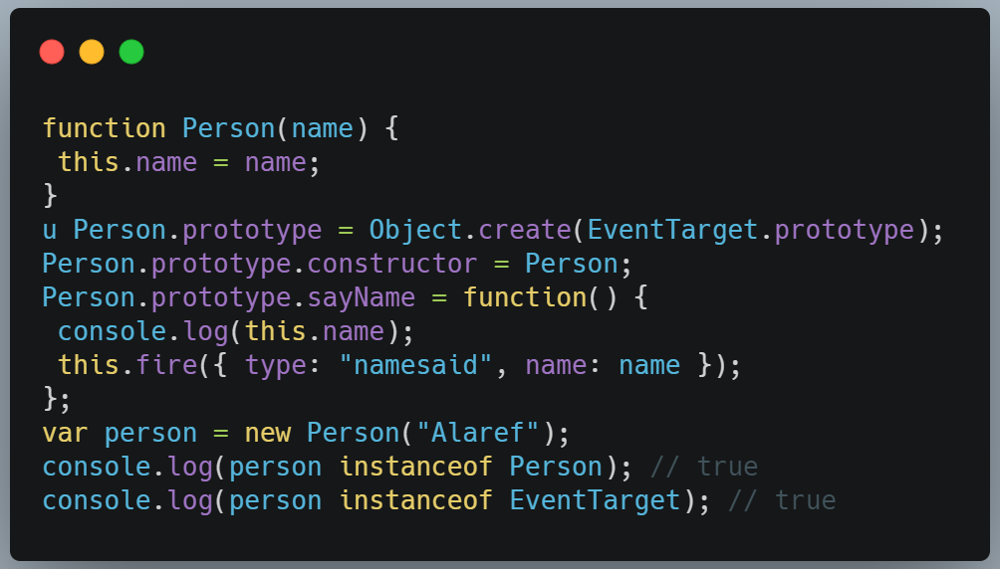 function Person(name) {
 this.name = name;
}
u Person.prototype = Object.create(EventTarget.prototype);
Person.prototype.constructor = Person;
Person.prototype.sayName = function() {
 console.log(this.name);
 this.fire({ type: "namesaid", name: name });
};
var person = new Person("Alaref");
console.log(person instanceof Person); // true
console.log(person instanceof EventTarget); // true